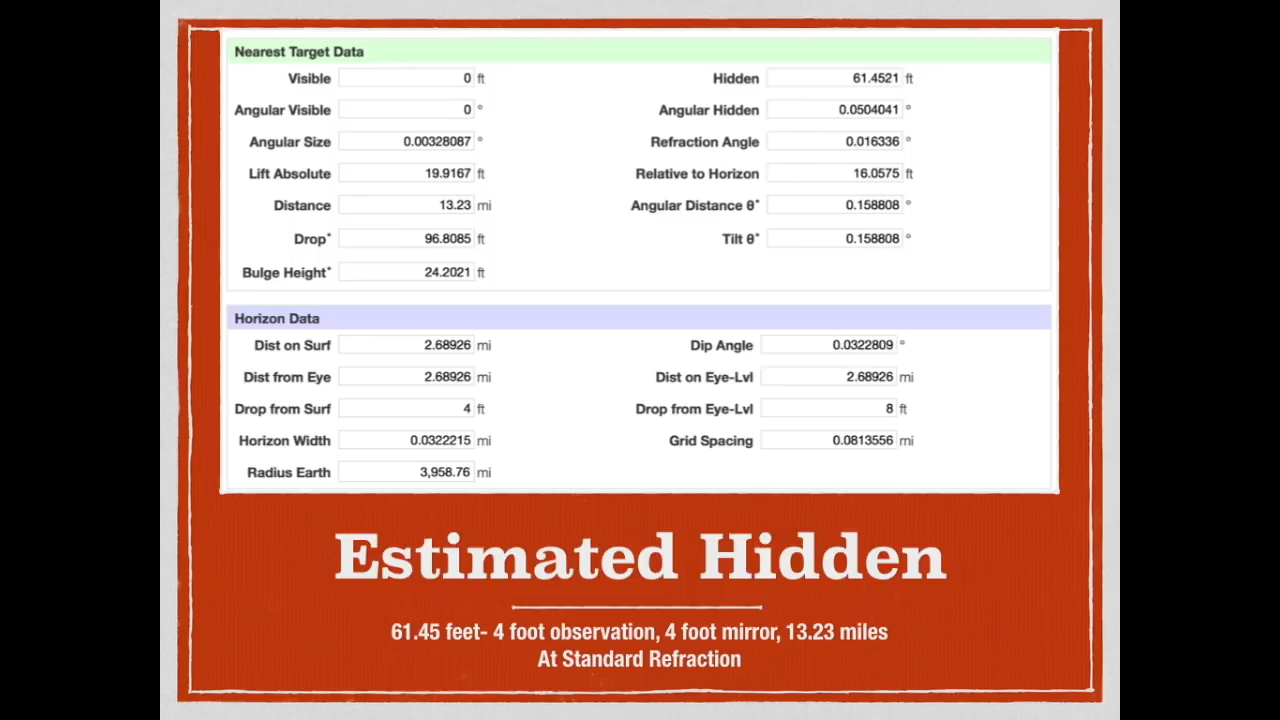 Nearest Target Data
Visible 0 ft Hidden 61.4521 ft
Angular Visible 0 ° Angular Hidden 0.0504041 °
Angular Size 0.00328087 ° Refraction Angle 0.016336 °
Lift Absolute 19.9167 ft Relative to Horizon 16.0575 ft
Distance 13.23 mi Angular Distance θ* 0.158808 °
Drop* 96.8085 ft Tilt θ* 0.158808 °
Bulge Height* 24.2021 ft
Horizon Data
Dist on Surf 2.68926 mi Dip Angle 0.0322809 °
Dist from Eye 2.68926 mi Dist on Eye-Lvl 2.68926 mi
Drop from Surf 4 ft Drop from Eye-Lvl 8 ft
Horizon Width 0.0322215 mi Grid Spacing 0.0813556 mi
Radius Earth 3,958.76 mi
Estimated Hidden
61.45 feet- 4 foot observation, 4 foot mirror, 13.23 miles
At Standard Refraction